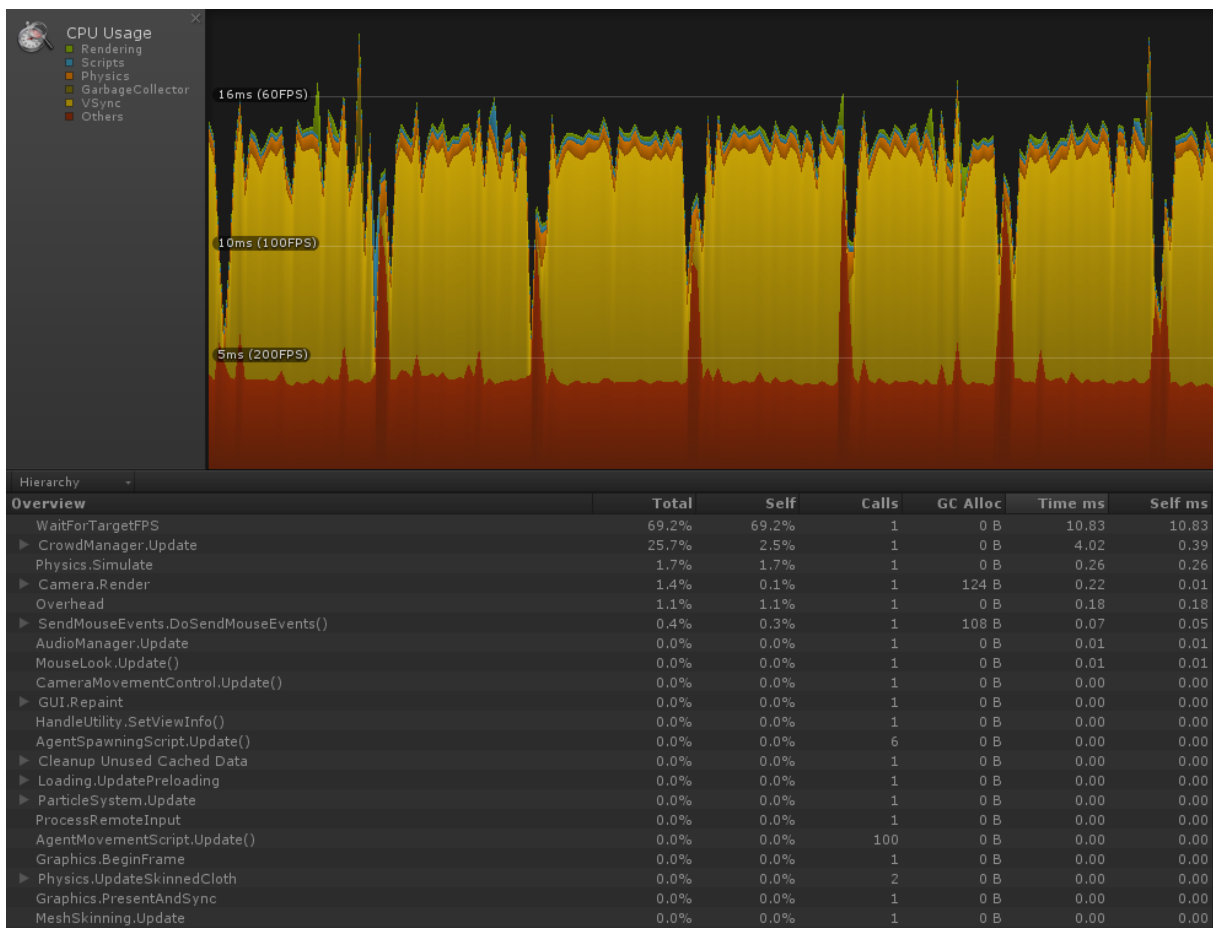 CPU Usage
Rendering
Scripts
Physics
GarbageCollector
VSync
Others
16ms (60FPS)
10ms (100FPS)
5ms (200FPS)
Hierarchy
Overview Total Self Calls GC Alloc Time ms Self ms
WaitForTargetFPS 69.2% 69.2% 1 0 B 10.83 10.83
CrowdManager.Update 25.7% 2.5% 1 0 B 4.02 0.39
Physics.Simulate 1.7% 1.7% 1 0 B 0.26 0.26
Camera.Render 1.4% 0.1% 1 124 B 0.22 0.01
Overhead 1.1% 1.1% 1 0 B 0.18 0.18
SendMouseEvents.DoSendMouseEvents() 0.4% 0.3% 1 108 B 0.07 0.05
AudioManager.Update 0.0% 0.0% 1 0 B 0.01 0.01
MouseLook.Update() 0.0% 0.0% 1 0 B 0.01 0.01
CameraMovementControl.Update() 0.0% 0.0% 1 0 B 0.00 0.00
GUI.Repaint 0.0% 0.0% 1 0 B 0.00 0.00
HandleUtility.SetViewInfo() 0.0% 0.0% 1 0 B 0.00 0.00
AgentSpawningScript.Update() 0.0% 0.0% 6 0 B 0.00 0.00
Cleanup Unused Cached Data 0.0% 0.0% 1 0 B 0.00 0.00
Loading.UpdatePreloading 0.0% 0.0% 1 0 B 0.00 0.00
ParticleSystem.Update 0.0% 0.0% 1 0 B 0.00 0.00
ProcessRemoteInput 0.0% 0.0% 1 0 B 0.00 0.00
AgentMovementScript.Update() 0.0% 0.0% 100 0 B 0.00 0.00
Graphics.BeginFrame 0.0% 0.0% 1 0 B 0.00 0.00
Physics.UpdateSkinnedCloth 0.0% 0.0% 2 0 B 0.00 0.00
Graphics.PresentAndSync 0.0% 0.0% 1 0 B 0.00 0.00
MeshSkinning.Update 0.0% 0.0% 1 0 B 0.00 0.00